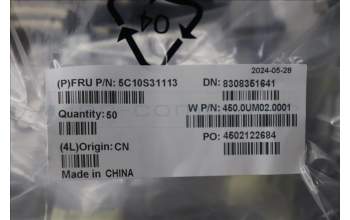 04
2024-05-28
(P)FRU P/N: 5C10S31113
DN: 8308351641
Quantity: 50
W P/N: 450.0UM02.0001
(4L)Origin: CN
PO: 4502122684
Made in CHINA